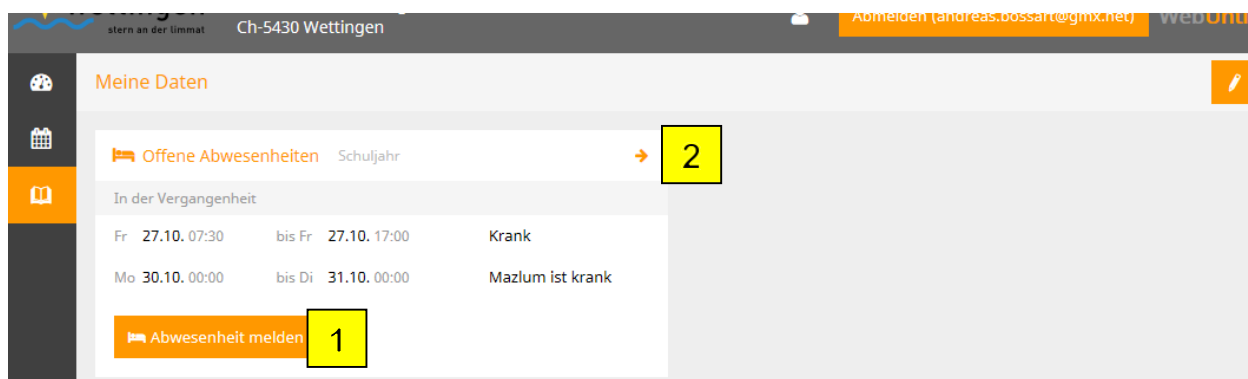 Wettingen
stern an der limmat
Ch-5430 Wettingen
Abmelden (andreas.bossart@gmx.net)
WebUnti
Meine Daten
Offene Abwesenheiten Schuljahr
2
In der Vergangenheit
Fr 27.10. 07:30 bis Fr 27.10. 17:00 Krank
Mo 30.10. 00:00 bis Di 31.10. 00:00 Mazlum ist krank
Abwesenheit melden
1